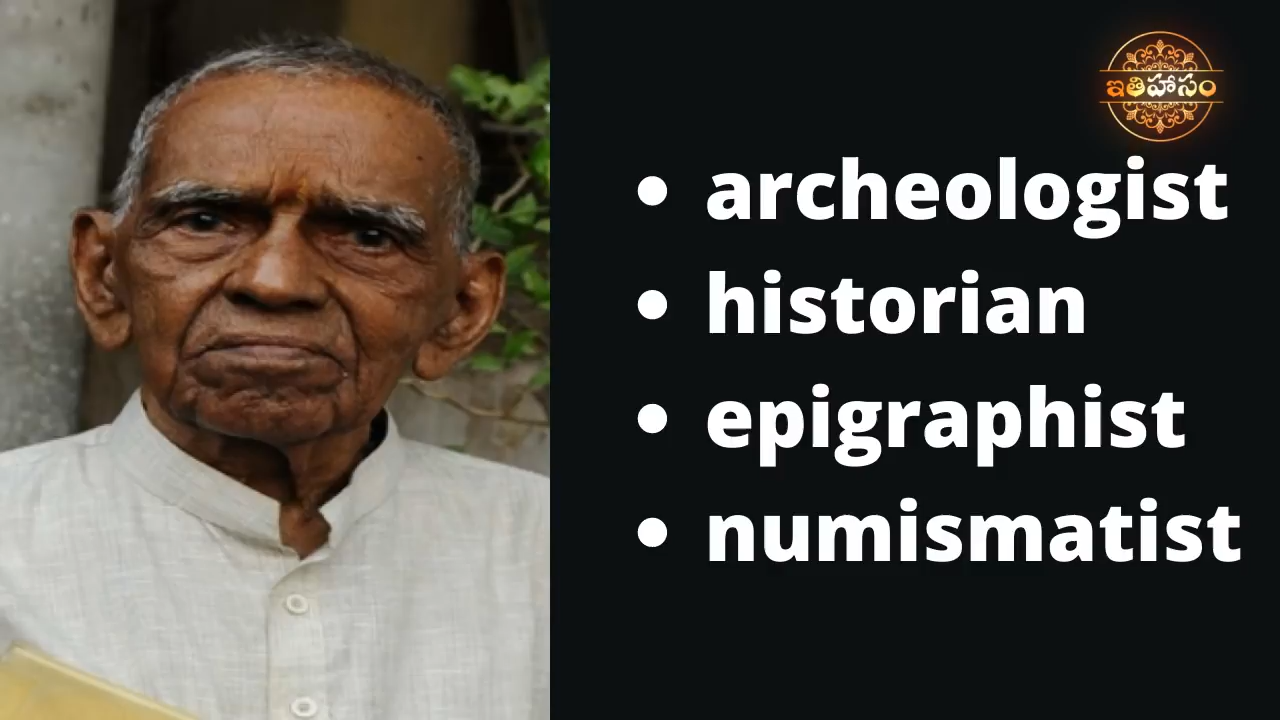 ఇతిహాసం
• archeologist
• historian
• epigraphist
• numismatist